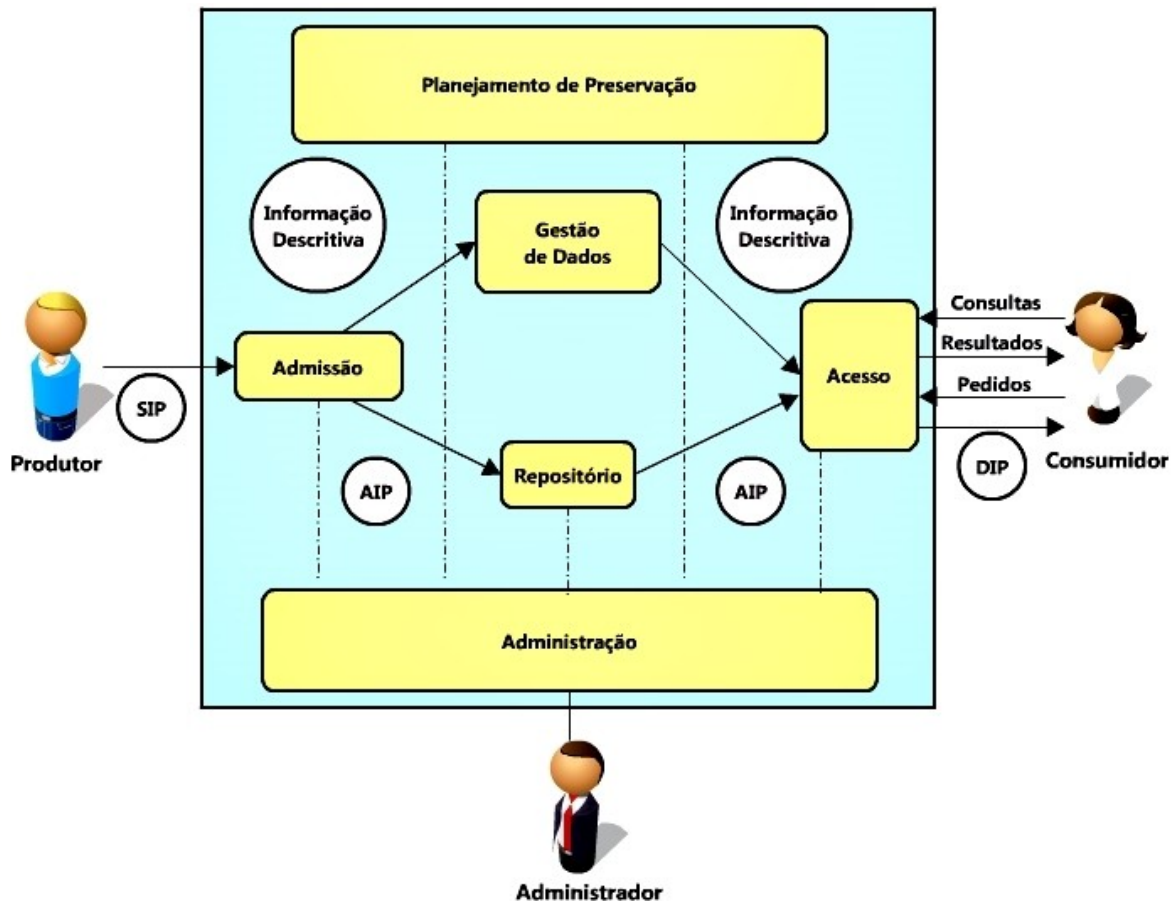 Planejamento de Preservação
Informação
Descritiva
Gestão
de Dados
Informação
Descritiva
Produtor
SIP
Admissão
AIP
Repositório
AIP
Acesso
Consultas
Resultados
Pedidos
DIP
Consumidor
Administração
Administrador